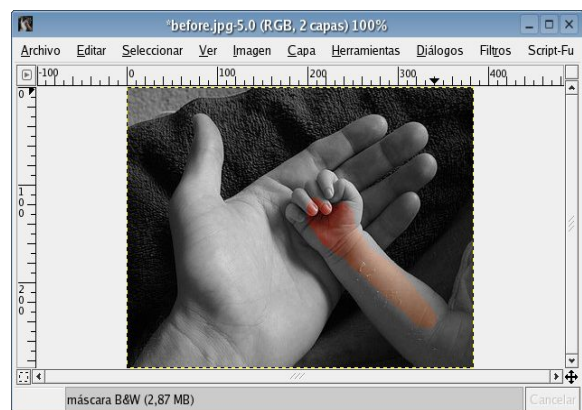 *before.jpg-5.0 (RGB, 2 capas) 100%
Archivo Editar Seleccionar Ver Imagen Capa Herramientas Diálogos Filtros Script-Fu
-100 0 100 200 300 400
0
100
200
máscara B&W (2,87 MB) Cancelar